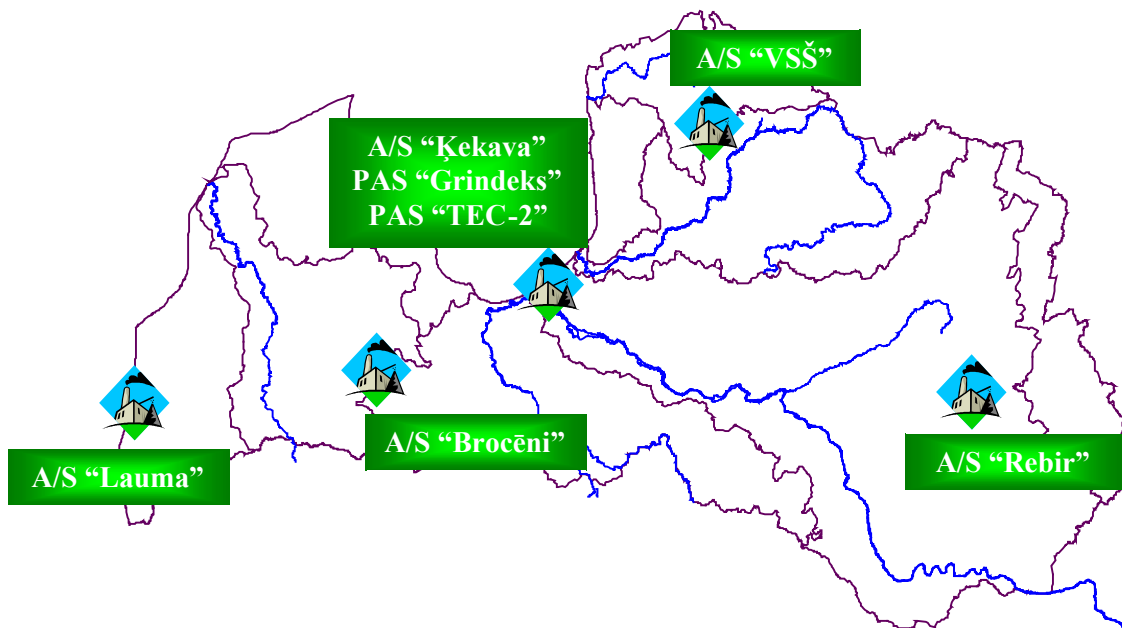 A/S “VSŠ”
A/S “Ķekava”
PAS “Grindeks”
PAS “TEC-2”
A/S “Brocēni”
A/S “Lauma”
A/S “Rebir”